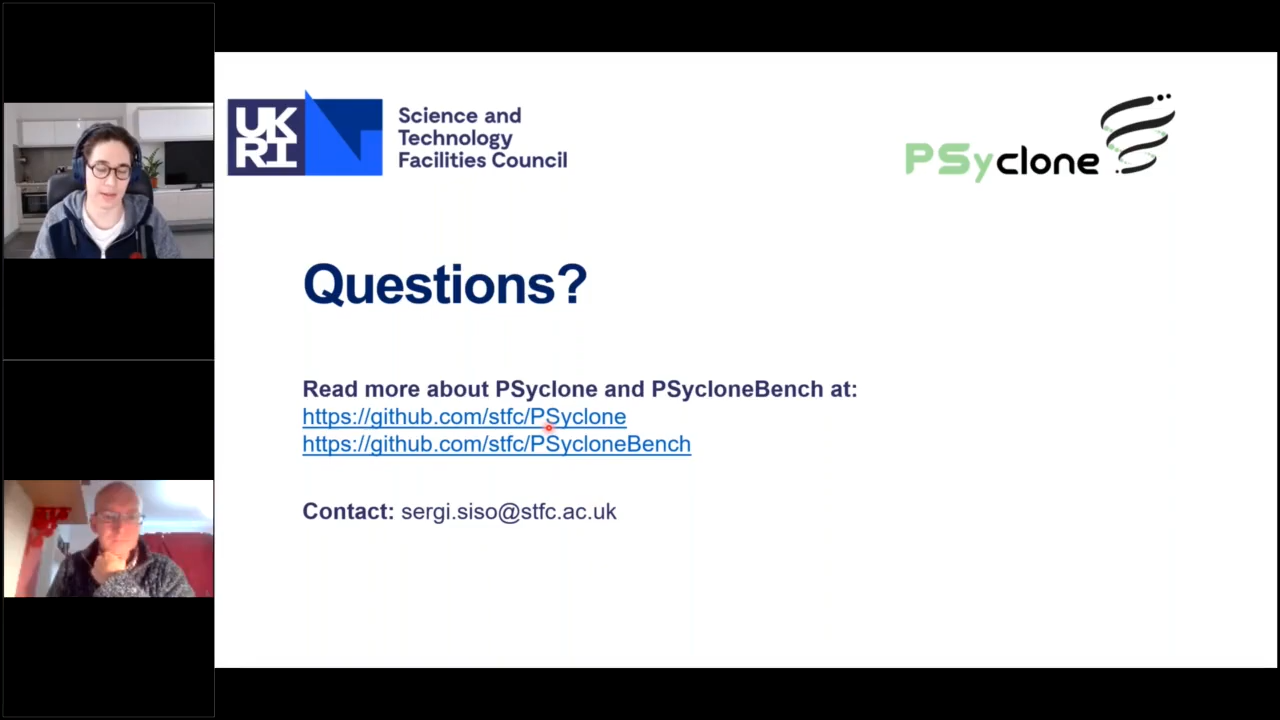 UK
RI
Science and
Technology
Facilities Council
PSyclone
Questions?
Read more about PSyclone and PSycloneBench at:
https://github.com/stfc/PSyclone
https://github.com/stfc/PSycloneBench
Contact: sergi.siso@stfc.ac.uk